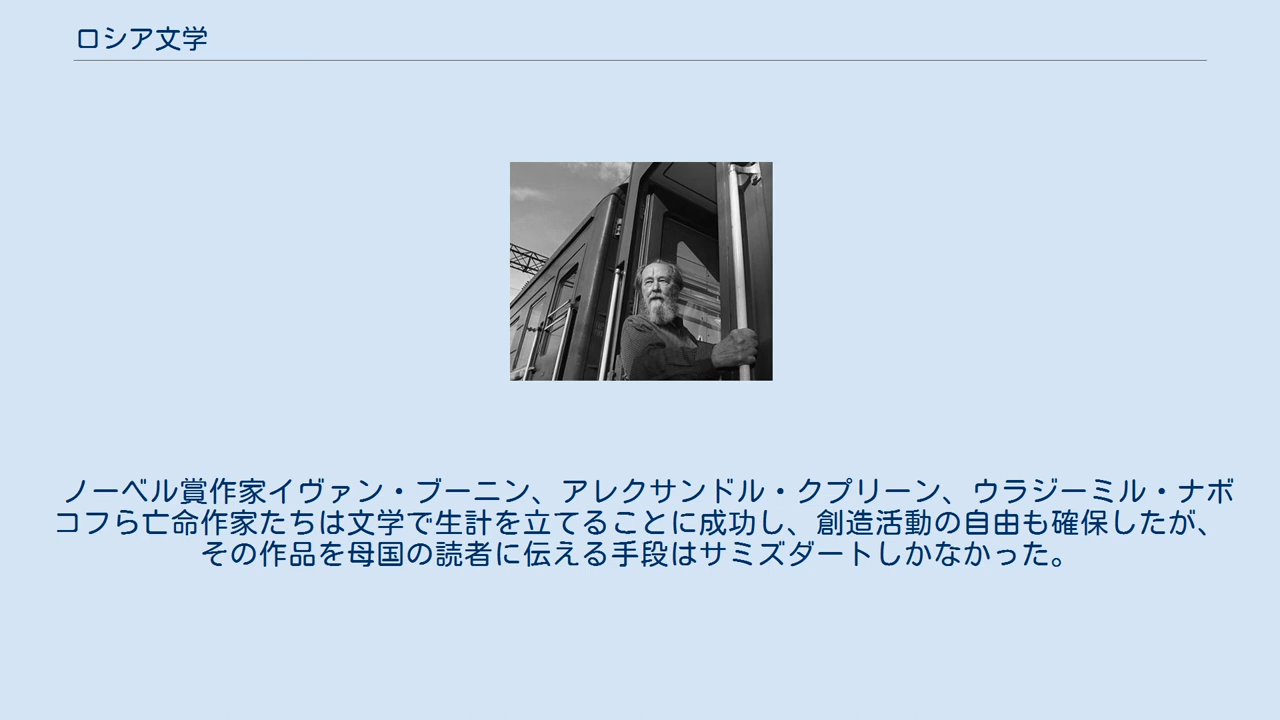 ロシア文学
ノーベル賞作家イヴァン・ブーニン、アレクサンドル・クプリーン、ウラジーミル・ナボ
コフら亡命作家たちは文学で生計を立てることに成功し、創造活動の自由も確保したが、
その作品を母国の読者に伝える手段はサミズダートしかなかった。